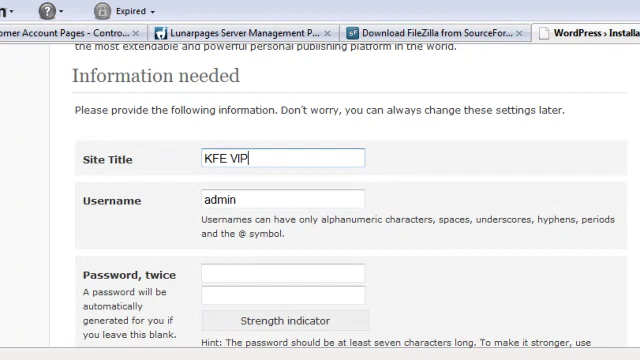 Expired
omer Account Pages - Contro...
Lunarpages Server Management P...
Download FileZilla from SourceFor...
WordPress › Installa
the most extendable and powerful personal publishing platform in the world.
Information needed
Please provide the following information. Don't worry, you can always change these settings later.
Site Title
KFE VIP
Username
admin
Usernames can have only alphanumeric characters, spaces, underscores, hyphens, periods
and the @ symbol.
Password, twice
A password will be
automatically
generated for you if
you leave this blank.
Strength indicator
Hint: The password should be at least seven characters long. To make it stronger, use